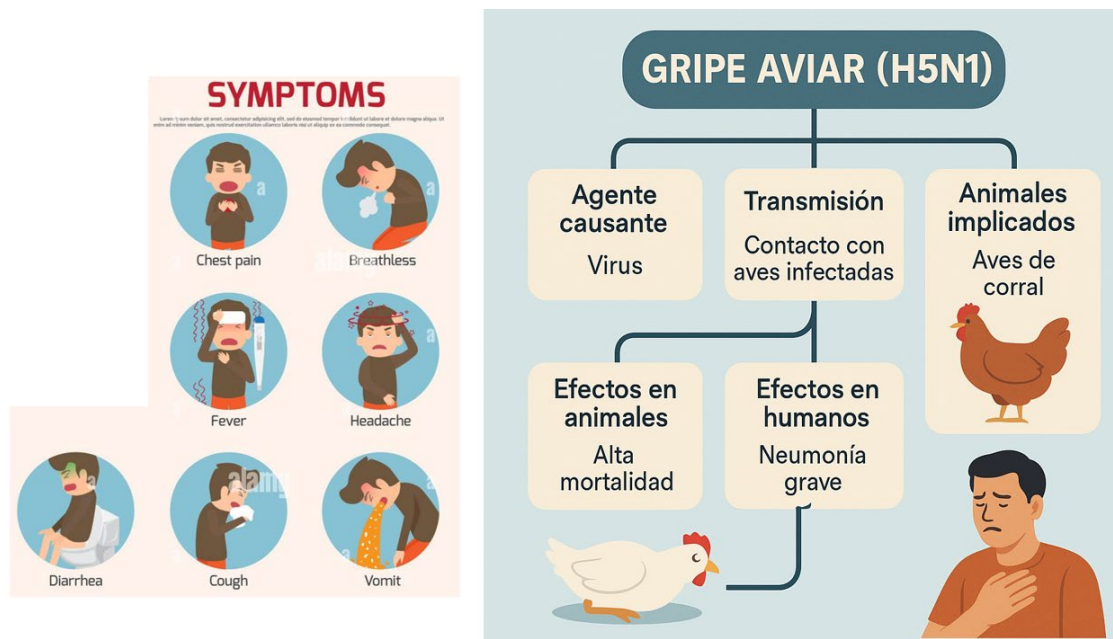 SYMPTOMS
Chest pain
Breathless
Fever
Headache
Diarrhea
Cough
Vomit
alamy
GRIPE AVIAR (H5N1)
Agente
causante
Virus
Transmisión
Contacto con
aves infectadas
Animales
implicados
Aves de
corral
Efectos en
animales
Alta
mortalidad
Efectos en
humanos
Neumonía
grave